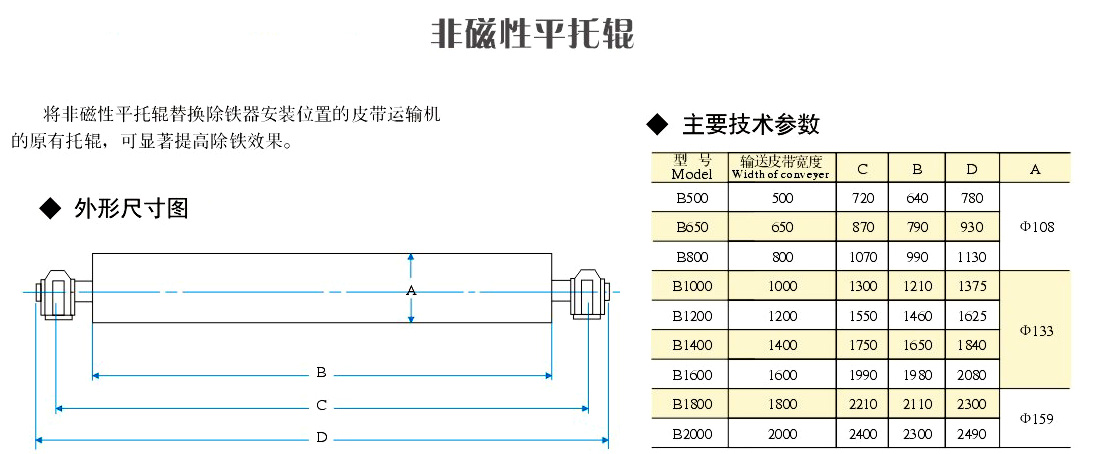 非磁性平托辊
将非磁性平托辊替换除铁器安装位置的皮带运输机
的原有托辊，可显著提高除铁效果。
◆ 外形尺寸图
A
B
C
D
◆ 主要技术参数
型号 Model 输送皮带宽度 Width of conveyer C B D A
B500 500 720 640 780 Φ108
B650 650 870 790 930
B800 800 1070 990 1130
B1000 1000 1300 1210 1375 Φ133
B1200 1200 1550 1460 1625
B1400 1400 1750 1650 1840
B1600 1600 1990 1980 2080
B1800 1800 2210 2110 2300 Φ159
B2000 2000 2400 2300 2490